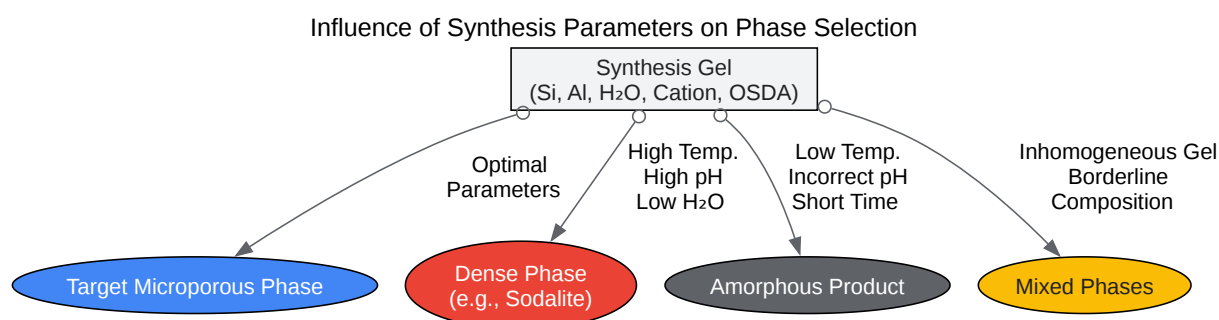 Influence of Synthesis Parameters on Phase Selection
Synthesis Gel
(Si, Al, H₂O, Cation, OSDA)
Optimal
Parameters
High Temp.
High pH
Low H₂O
Low Temp.
Incorrect pH
Short Time
Inhomogeneous Gel
Borderline
Composition
Target Microporous Phase
Dense Phase
(e.g., Sodalite)
Amorphous Product
Mixed Phases